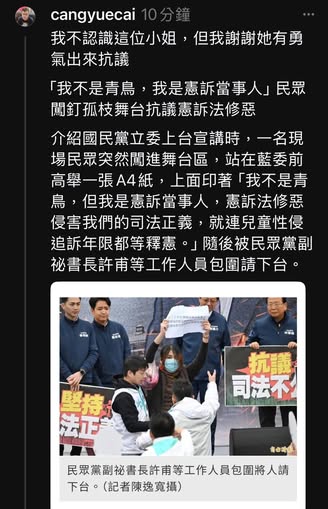 cangyuecai 10分鐘
我不認識這位小姐，但我謝謝她有勇
氣出來抗議
「我不是青鳥，我是憲訴當事人」民眾
闖釘孤枝舞台抗議憲訴法修惡
介紹國民黨立委上台宣講時，一名現
場民眾突然闖進舞台區，站在藍委前
高舉一張A4紙，上面印著「我不是青
鳥，但我是憲訴當事人，憲訴法修惡
侵害我們的司法正義，就連兒童性侵
追訴年限都等釋憲。」隨後被民眾黨副
祕書長許甫等工作人員包圍請下台。
堅持
司法正
抗議
司法不
民眾黨副祕書長許甫等工作人員包圍將人請
下台。（記者陳逸寬攝）